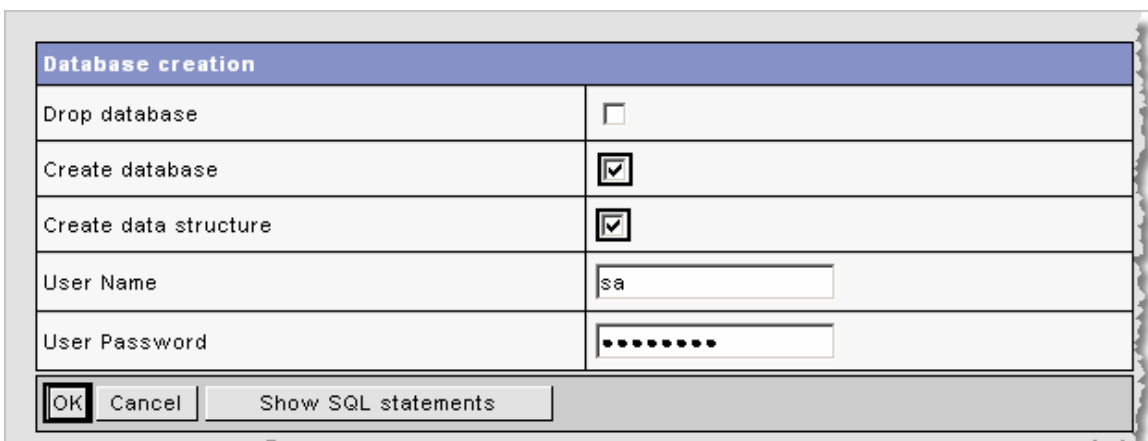 Database creation
Drop database
Create database
Create data structure
User Name sa
User Password ••••••••
OK Cancel Show SQL statements